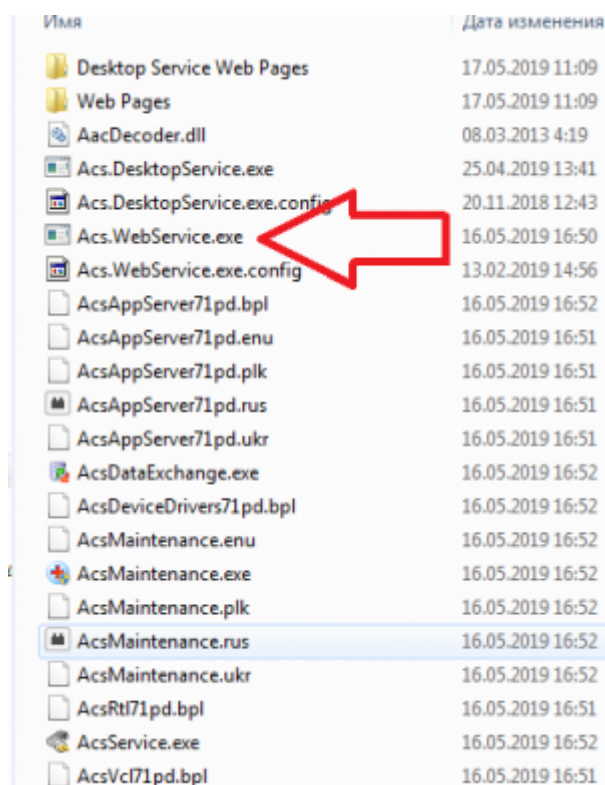 Имя Дата изменения
Desktop Service Web Pages 17.05.2019 11:09
Web Pages 17.05.2019 11:09
AacDecoder.dll 08.03.2013 4:19
Acs.DesktopService.exe 25.04.2019 13:41
Acs.DesktopService.exe.config 20.11.2018 12:43
Acs.WebService.exe 16.05.2019 16:50
Acs.WebService.exe.config 13.02.2019 14:56
AcsAppServer71pd.bpl 16.05.2019 16:52
AcsAppServer71pd.enu 16.05.2019 16:51
AcsAppServer71pd.plk 16.05.2019 16:51
AcsAppServer71pd.rus 16.05.2019 16:51
AcsAppServer71pd.ukr 16.05.2019 16:51
AcsDataExchange.exe 16.05.2019 16:52
AcsDeviceDrivers71pd.bpl 16.05.2019 16:52
AcsMaintenance.enu 16.05.2019 16:52
AcsMaintenance.exe 16.05.2019 16:52
AcsMaintenance.plk 16.05.2019 16:52
AcsMaintenance.rus 16.05.2019 16:52
AcsMaintenance.ukr 16.05.2019 16:52
AcsRtl71pd.bpl 16.05.2019 16:51
AcsService.exe 16.05.2019 16:52
AcsVcl71pd.bpl 16.05.2019 16:51